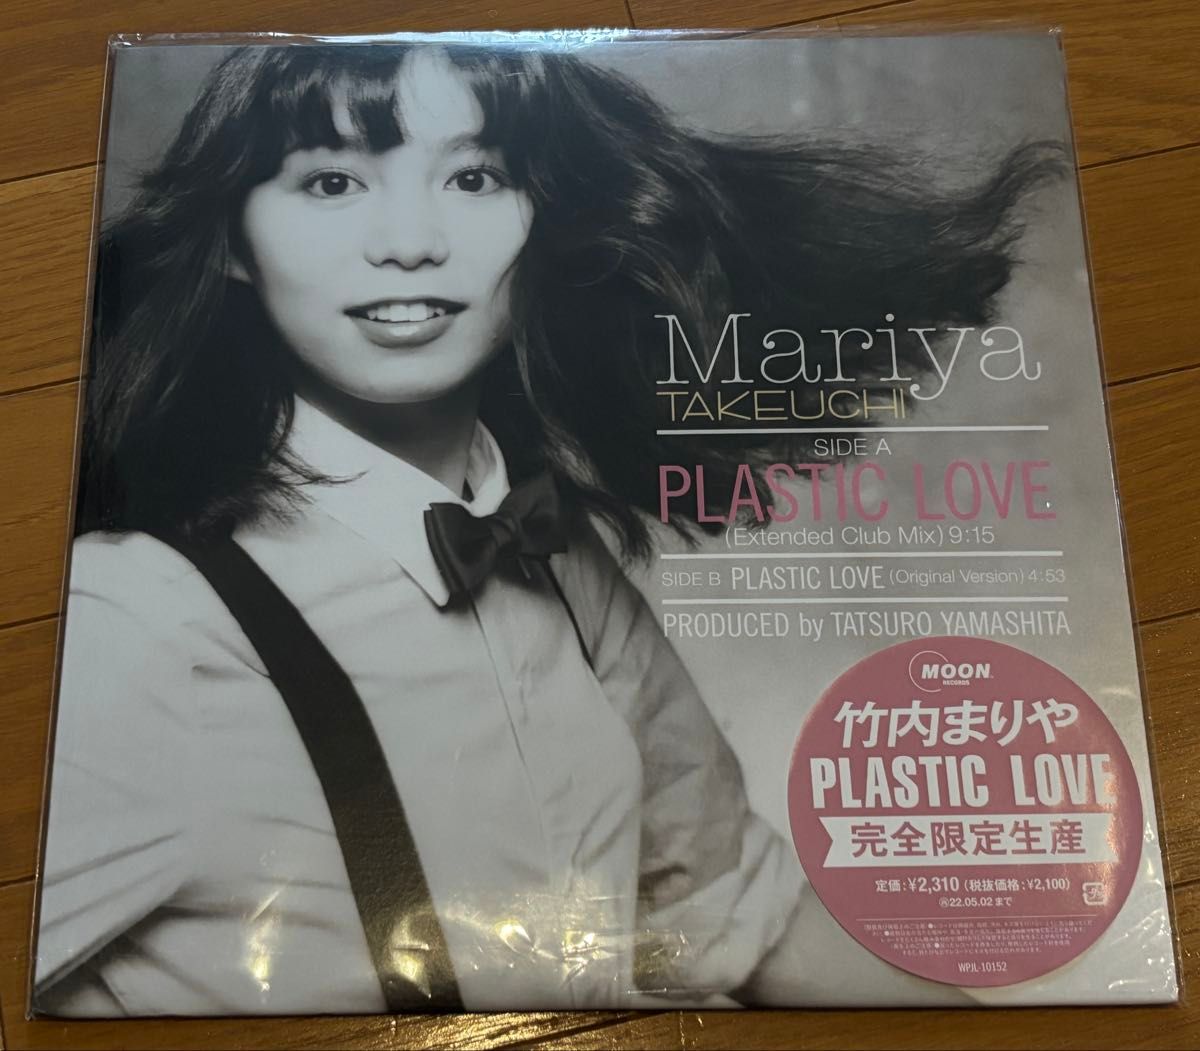 Mariya
TAKEUCHI
SIDE A
PLASTIC LOVE
(Extended Club Mix) 9:15
SIDE B PLASTIC LOVE (Original Version) 4:53
PRODUCED by TATSURO YAMASHITA
MOON
RECORDS
竹内まりや
PLASTIC LOVE
完全限定生産
定価:¥2,310 (税抜価格:¥2,100)
22.05.02まで
WPJL-10152